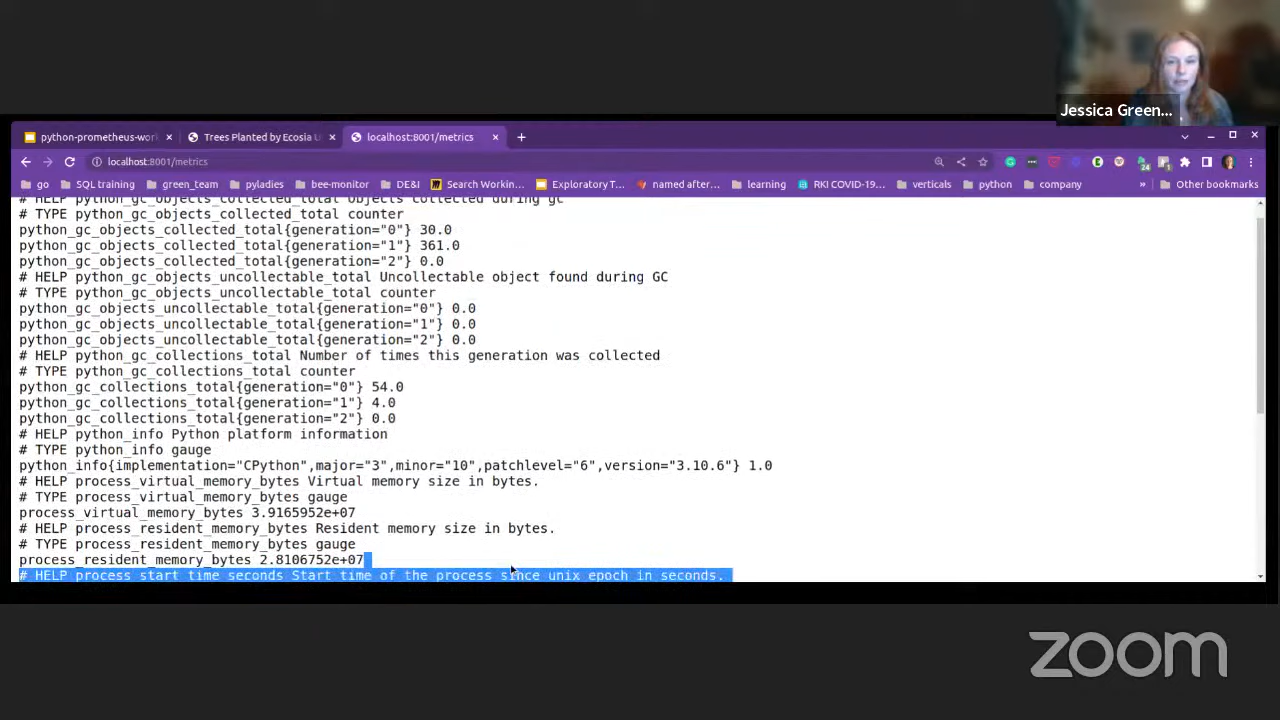 Jessica Green...
python-prometheus-wor
Trees Planted by Ecosia U
localhost:8001/metrics
localhost:8001/metrics
24
1
go
SQL training
green_team
pyladies
bee-monitor
DE&I
Search Workin...
Exploratory T...
named after...
learning
RKI COVID-19...
verticals
python
company
»
Other bookmarks
# HELP python_gc_objects_collected_total Objects collected during gc
# TYPE python_gc_objects_collected_total counter
python_gc_objects_collected_total{generation="0"} 30.0
python_gc_objects_collected_total{generation="1"} 361.0
python_gc_objects_collected_total{generation="2"} 0.0
# HELP python_gc_objects_uncollectable_total Uncollectable object found during GC
# TYPE python_gc_objects_uncollectable_total counter
python_gc_objects_uncollectable_total{generation="0"} 0.0
python_gc_objects_uncollectable_total{generation="1"} 0.0
python_gc_objects_uncollectable_total{generation="2"} 0.0
# HELP python_gc_collections_total Number of times this generation was collected
# TYPE python_gc_collections_total counter
python_gc_collections_total{generation="0"} 54.0
python_gc_collections_total{generation="1"} 4.0
python_gc_collections_total{generation="2"} 0.0
# HELP python_info Python platform information
# TYPE python_info gauge
python_info{implementation="CPython",major="3",minor="10",patchlevel="6",version="3.10.6"} 1.0
# HELP process_virtual_memory_bytes Virtual memory size in bytes.
# TYPE process_virtual_memory_bytes gauge
process_virtual_memory_bytes 3.9165952e+07
# HELP process_resident_memory_bytes Resident memory size in bytes.
# TYPE process_resident_memory_bytes gauge
process_resident_memory_bytes 2.8106752e+07
# HELP process_start_time_seconds Start time of the process since unix epoch in seconds.
zoom